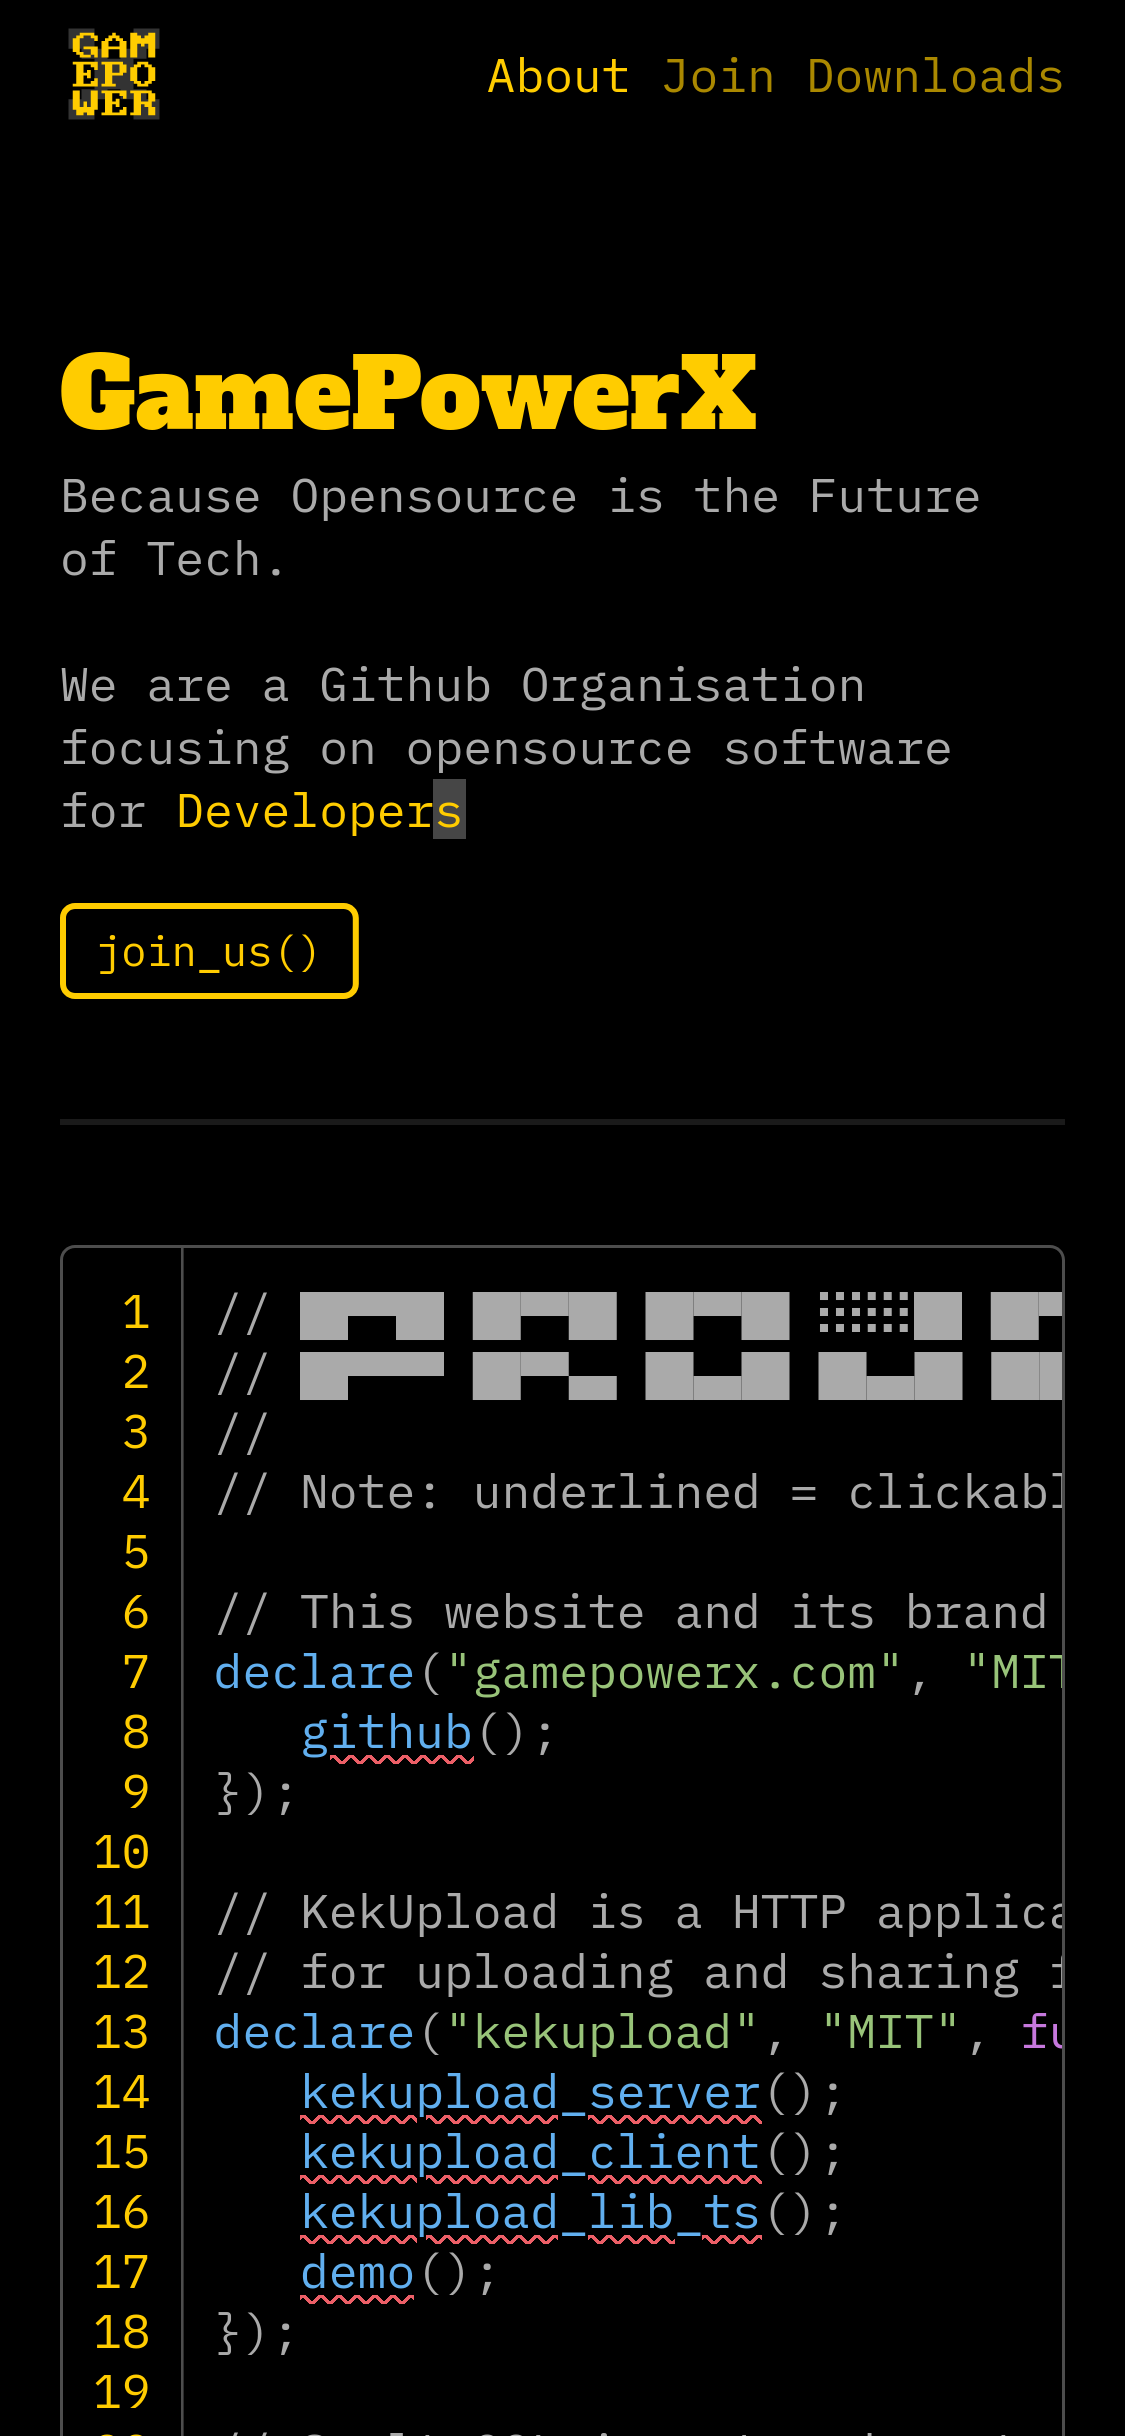 GAM
EPO
WER
About Join Downloads
GamePowerX
Because Opensource is the Future
of Tech.
We are a Github Organisation
focusing on opensource software
for Developers
join_us()
1 //
2 //
3 //
4 // Note: underlined = clickabl
5
6 // This website and its brand
7 declare("gamepowerx.com", "MIT
8 github();
9 });
10
11 // KekUpload is a HTTP applica
12 // for uploading and sharing
13 declare("kekupload", "MIT", fu
14 kekupload_server();
15 kekupload_client();
16 kekupload_lib_ts();
17 demo();
18 });
19